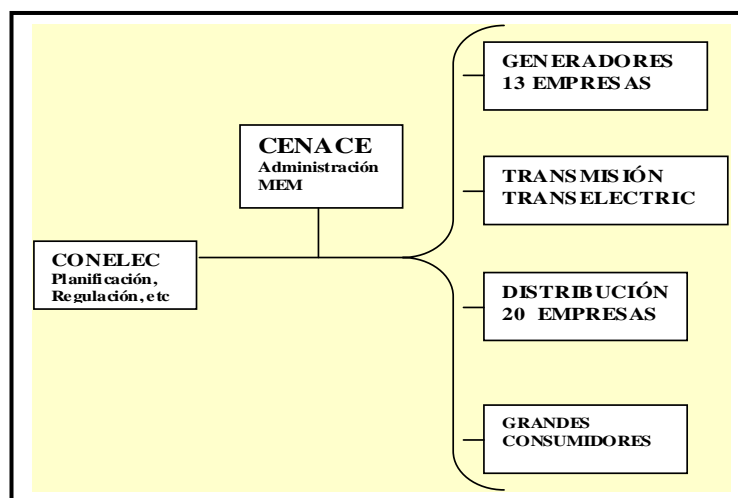 GENERADORES
13 EMPRESAS
CENACE
Administración
MEM
TRANSMISIÓN
TRANSELECTRIC
CONELEC
Planificación,
Regulación, etc
DISTRIBUCIÓN
20 EMPRESAS
GRANDES
CONSUMIDORES